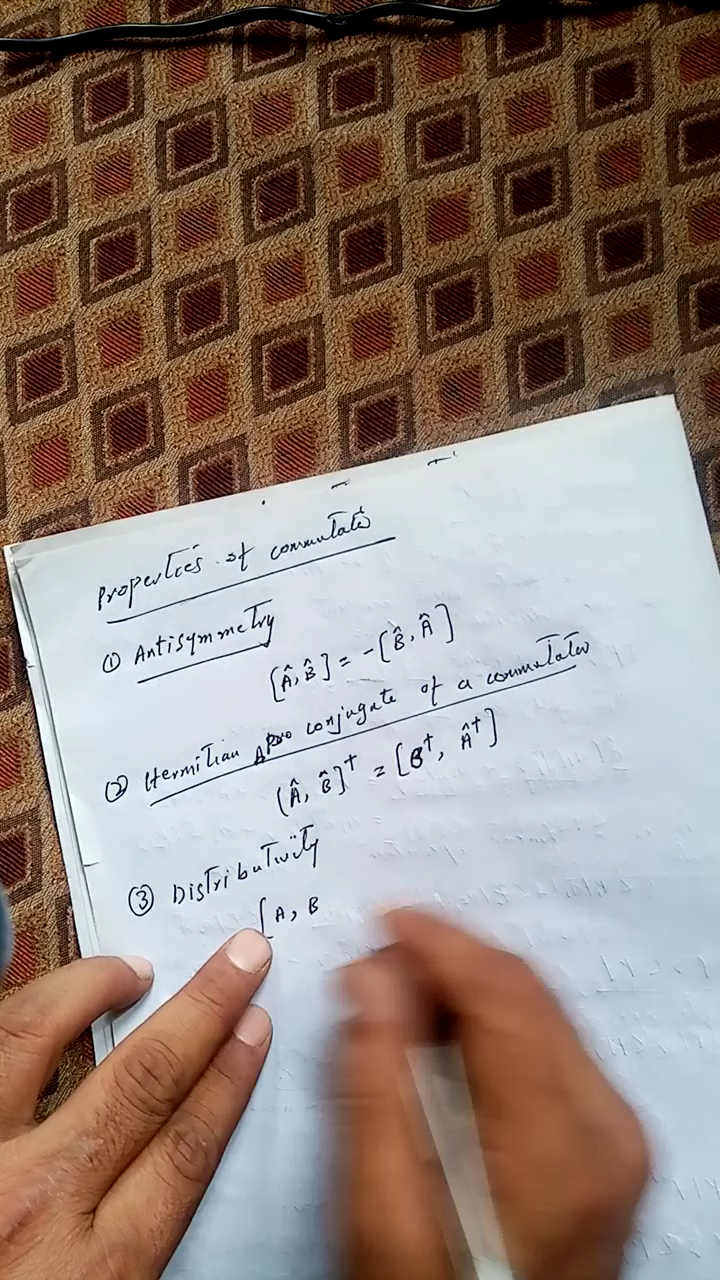 Properties of commutator
① Antisymmetry
[Â, B̂] = -[B̂, Â]
② Hermitian conjugate of a commutator
(Â, B̂]† = [B†, Â†]
③ Distributivity
[A, B